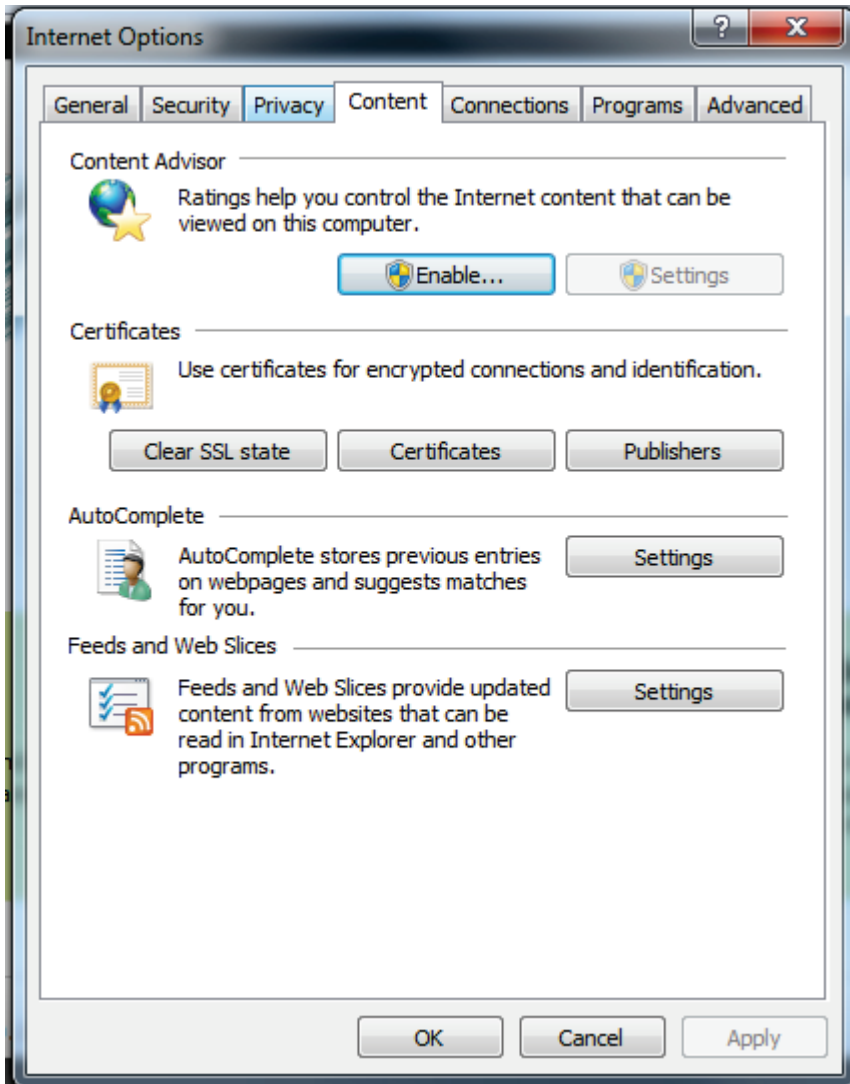 Internet Options
?
X
General Security Privacy Content Connections Programs Advanced
Content Advisor
Ratings help you control the Internet content that can be
viewed on this computer.
Enable... Settings
Certificates
Use certificates for encrypted connections and identification.
Clear SSL state Certificates Publishers
AutoComplete
AutoComplete stores previous entries
on webpages and suggests matches
for you.
Settings
Feeds and Web Slices
Feeds and Web Slices provide updated
content from websites that can be
read in Internet Explorer and other
programs.
Settings
OK Cancel Apply